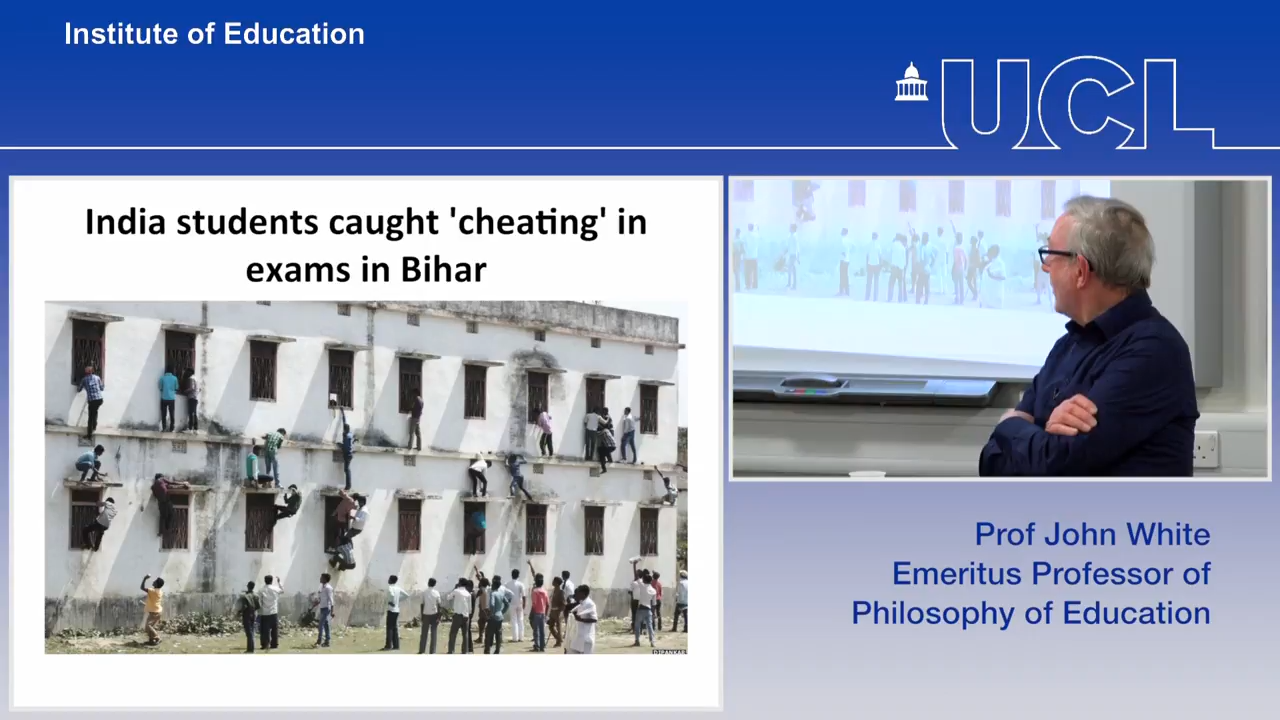 Institute of Education
UCL
India students caught 'cheating' in
exams in Bihar
DIPANKAR
Prof John White
Emeritus Professor of
Philosophy of Education